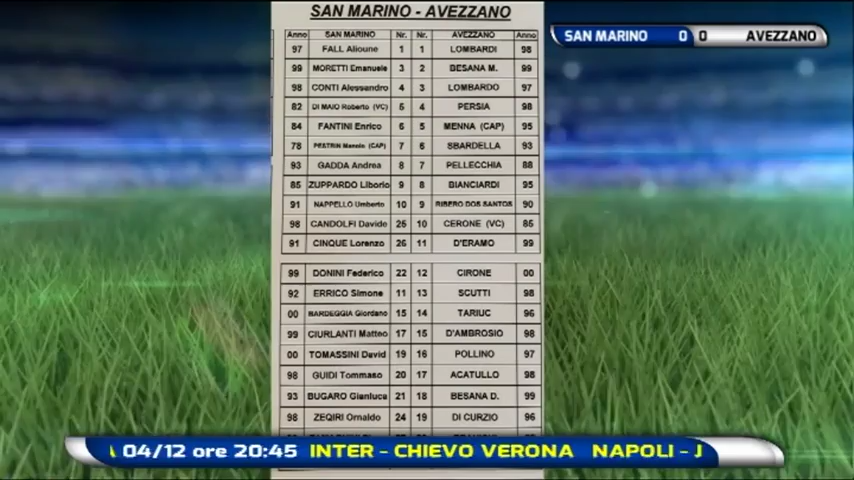 SAN MARINO - AVEZZANO
SAN MARINO 0 0 AVEZZANO
Anno SAN MARINO Nr. Nr. AVEZZANO Anno
97 FALL Alioune 1 1 LOMBARDI 98
99 MORETTI Emanuele 3 2 BESANA M. 99
98 CONTI Alessandro 4 3 LOMBARDO 97
82 DI MAIO Roberto (VC) 5 4 PERSIA 98
84 FANTINI Enrico 6 5 MENNA (CAP) 95
78 (CAP) 7 6 SBARDELLA 93
93 GADDA Andrea 8 7 PELLECCHIA 88
85 ZUPPARDO Liborio 9 8 BIANCIARDI 95
91 NAPPELLO Umberto 10 9 RIBERO DOS SANTOS 90
98 CANDOLFI Davide 25 10 CERONE (VC) 85
91 CINQUE Lorenzo 26 11 D'ERAMO 99
99 DONINI Federico 22 12 CIRONE 00
92 ERRICO Simone 11 13 SCUTTI 98
00 BARDEGGIA Giordano 15 14 TARIUC 96
99 CIURLANTI Matteo 17 15 D'AMBROSIO 98
00 TOMASSINI David 19 16 POLLINO 97
98 GUIDI Tommaso 20 17 ACATULLO 98
93 BUGARO Gianluca 21 18 BESANA D. 99
98 ZEQIRI Ornaldo 24 19 DI CURZIO 96
04/12 ore 20:45 INTER - CHIEVO VERONA NAPOLI - J